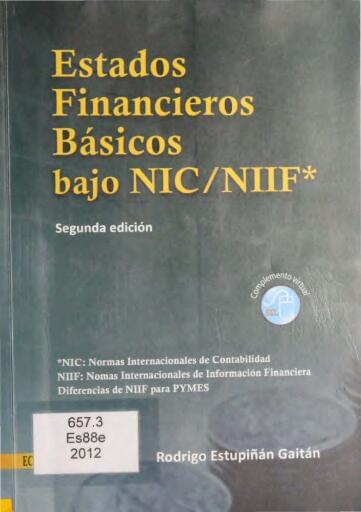 Estados
Financieros
Básicos
bajo NIC/NIIF*
Segunda edición
Complemento virtual
*NIC: Normas Internacionales de Contabilidad
NIIF: Nomas Internacionales de Información Financiera
Diferencias de NIIF para PYMES
657.3
Es88e
2012
EC
Rodrigo Estupiñán Gaitán